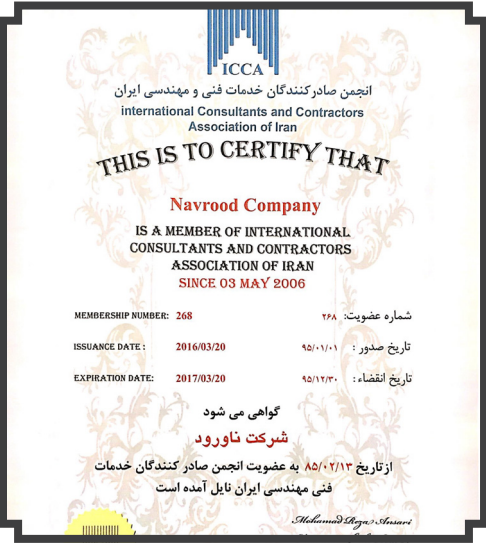 ICCA
انجمن صادرکنندگان خدمات فنی و مهندسی ایران
international Consultants and Contractors
Association of Iran
THIS IS TO CERTIFY THAT
Navrood Company
IS A MEMBER OF INTERNATIONAL
CONSULTANTS AND CONTRACTORS
ASSOCIATION OF IRAN
SINCE 03 MAY 2006
MEMBERSHIP NUMBER: 268 شماره عضویت: ۲۶۸
ISSUANCE DATE : 2016/03/20 تاریخ صدور : ۹۵/۰۱/۰۱
EXPIRATION DATE: 2017/03/20 تاریخ انقضاء : ۹۵/۱۲/۳۰
گواهی می شود
شرکت ناورود
ازتاریخ ۸۵/۰۲/۱۳ به عضویت انجمن صادر کنندگان خدمات
فنی مهندسی ایران نایل آمده است
Mohamad Reza Ansari